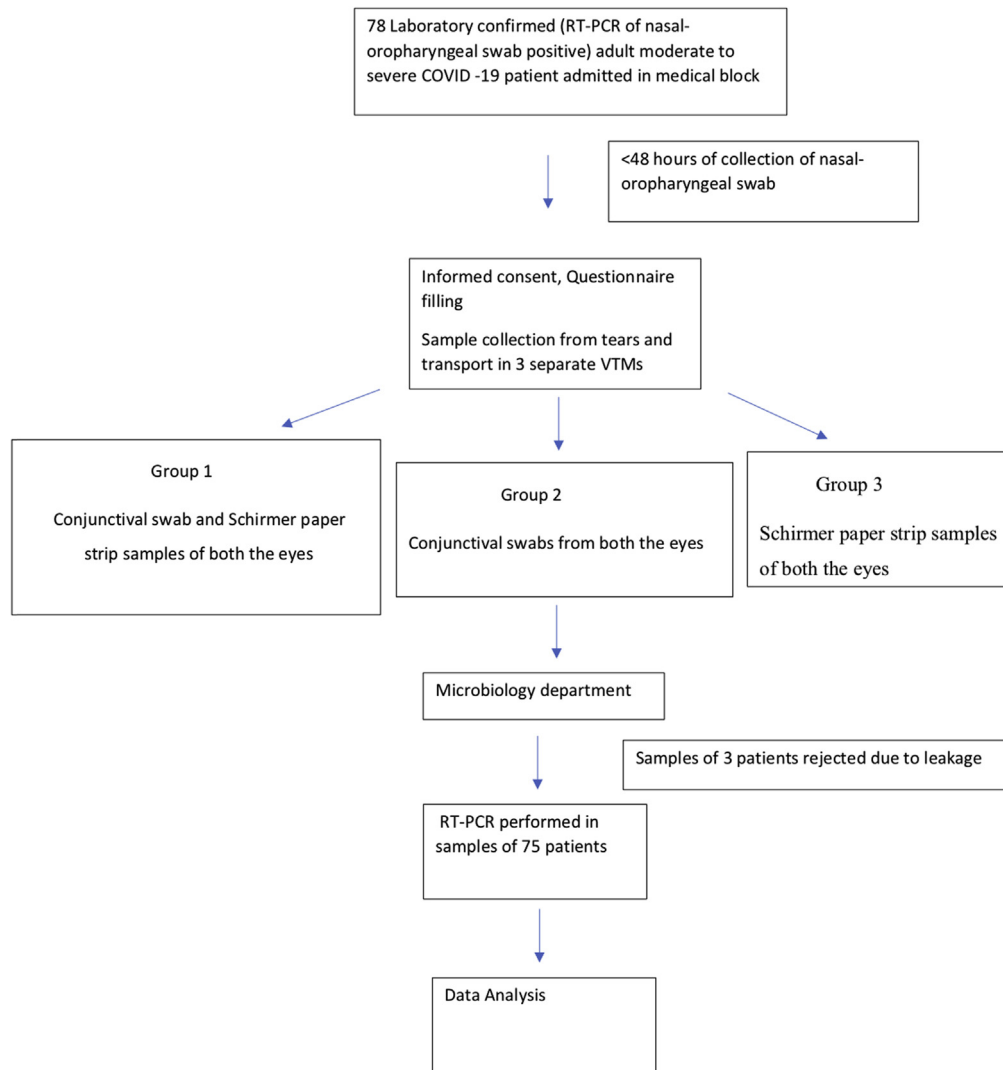 78 Laboratory confirmed (RT-PCR of nasal-
oropharyngeal swab positive) adult moderate to
severe COVID -19 patient admitted in medical block
<48 hours of collection of nasal-
oropharyngeal swab
Informed consent, Questionnaire
filling
Sample collection from tears and
transport in 3 separate VTMs
Group 1
Conjunctival swab and Schirmer paper
strip samples of both the eyes
Group 2
Conjunctival swabs from both the eyes
Group 3
Schirmer paper strip samples
of both the eyes
Microbiology department
Samples of 3 patients rejected due to leakage
RT-PCR performed in
samples of 75 patients
Data Analysis